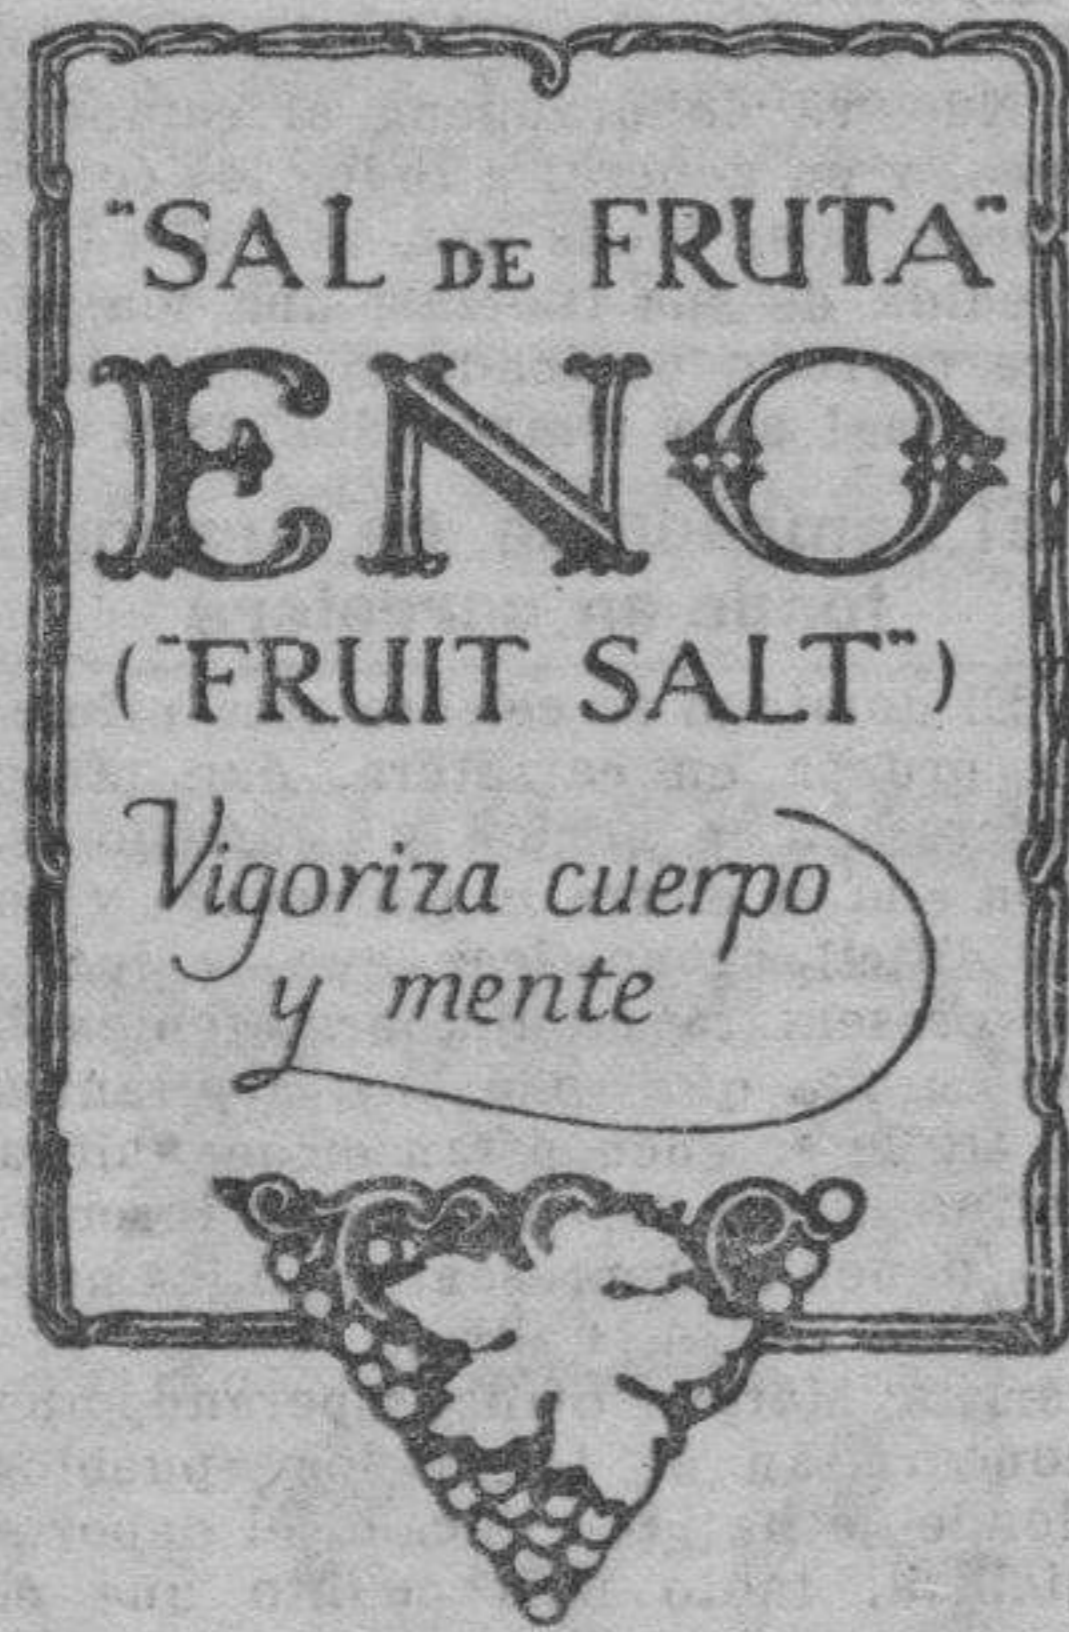 "SAL DE FRUTA"
ENO
("FRUIT SALT")
Vigoriza cuerpo
y mente